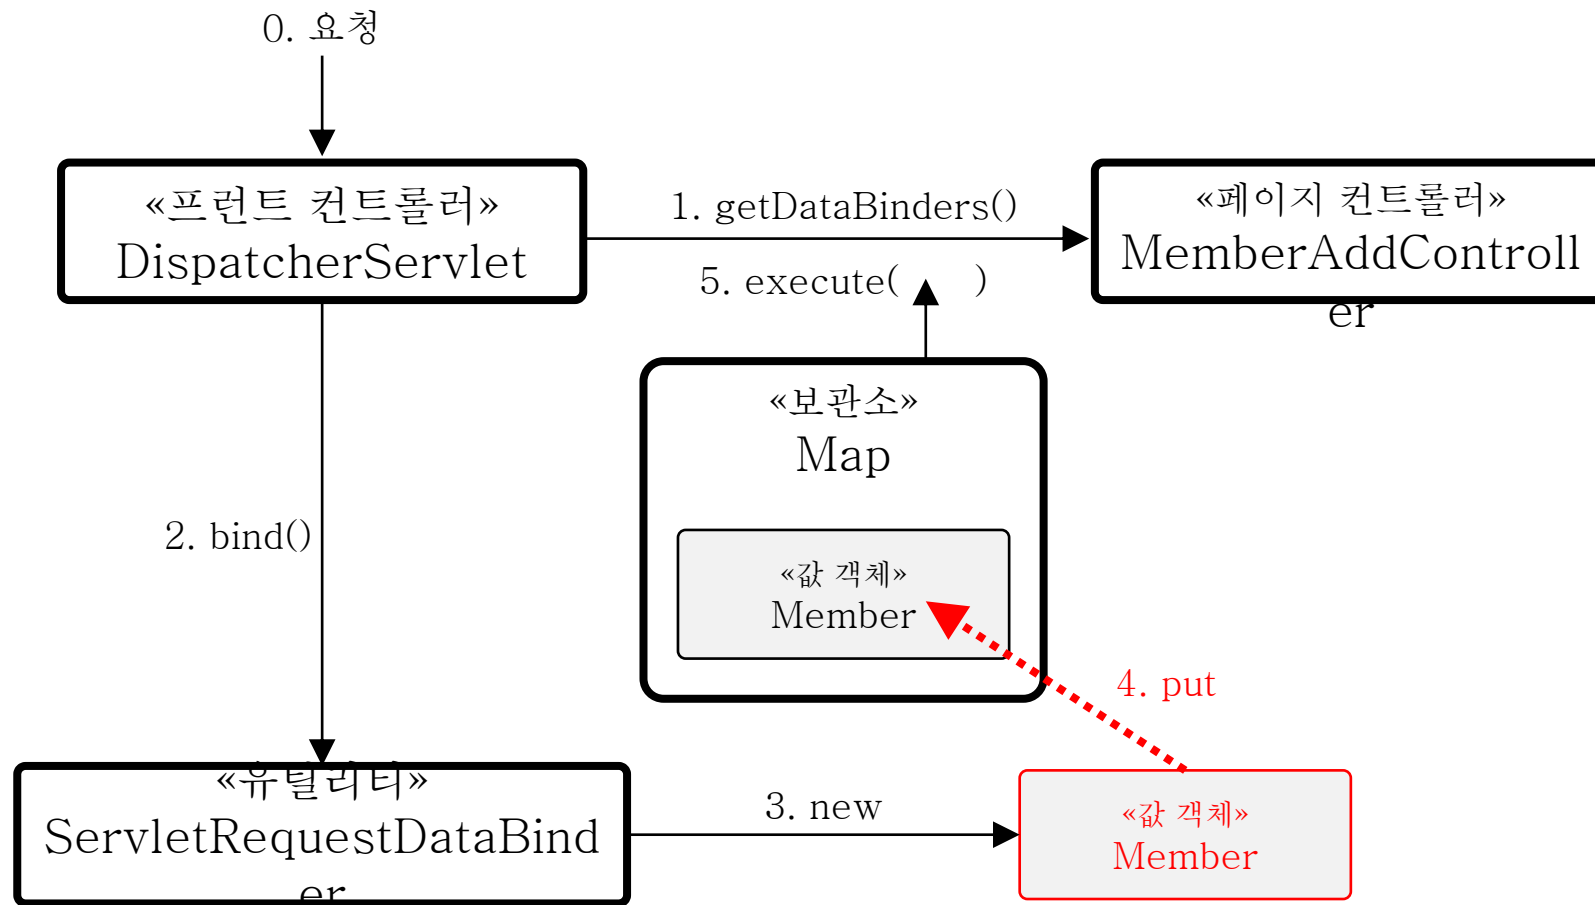 0. 요청
«프런트 컨트롤러»
DispatcherServlet
1. getDataBinders()
5. execute( )
«페이지 컨트롤러»
MemberAddControll
er
«보관소»
Map
«값 객체»
Member
2. bind()
4. put
«유틸리티»
ServletRequestDataBind
er
3. new
«값 객체»
Member